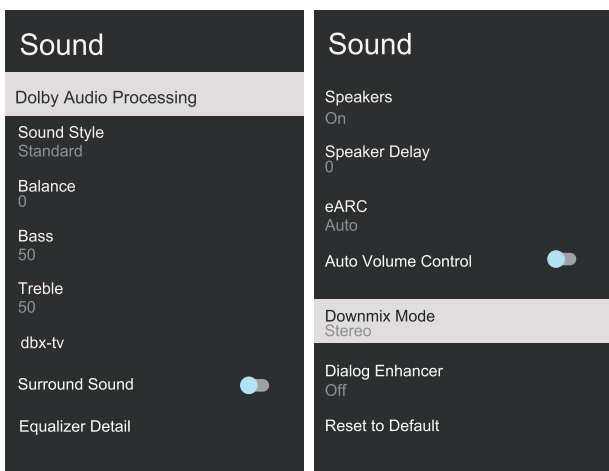 Sound
Dolby Audio Processing
Sound Style
Standard
Balance
0
Bass
50
Treble
50
dbx-tv
Surround Sound
Equalizer Detail
Sound
Speakers
On
Speaker Delay
0
eARC
Auto
Auto Volume Control
Downmix Mode
Stereo
Dialog Enhancer
Off
Reset to Default